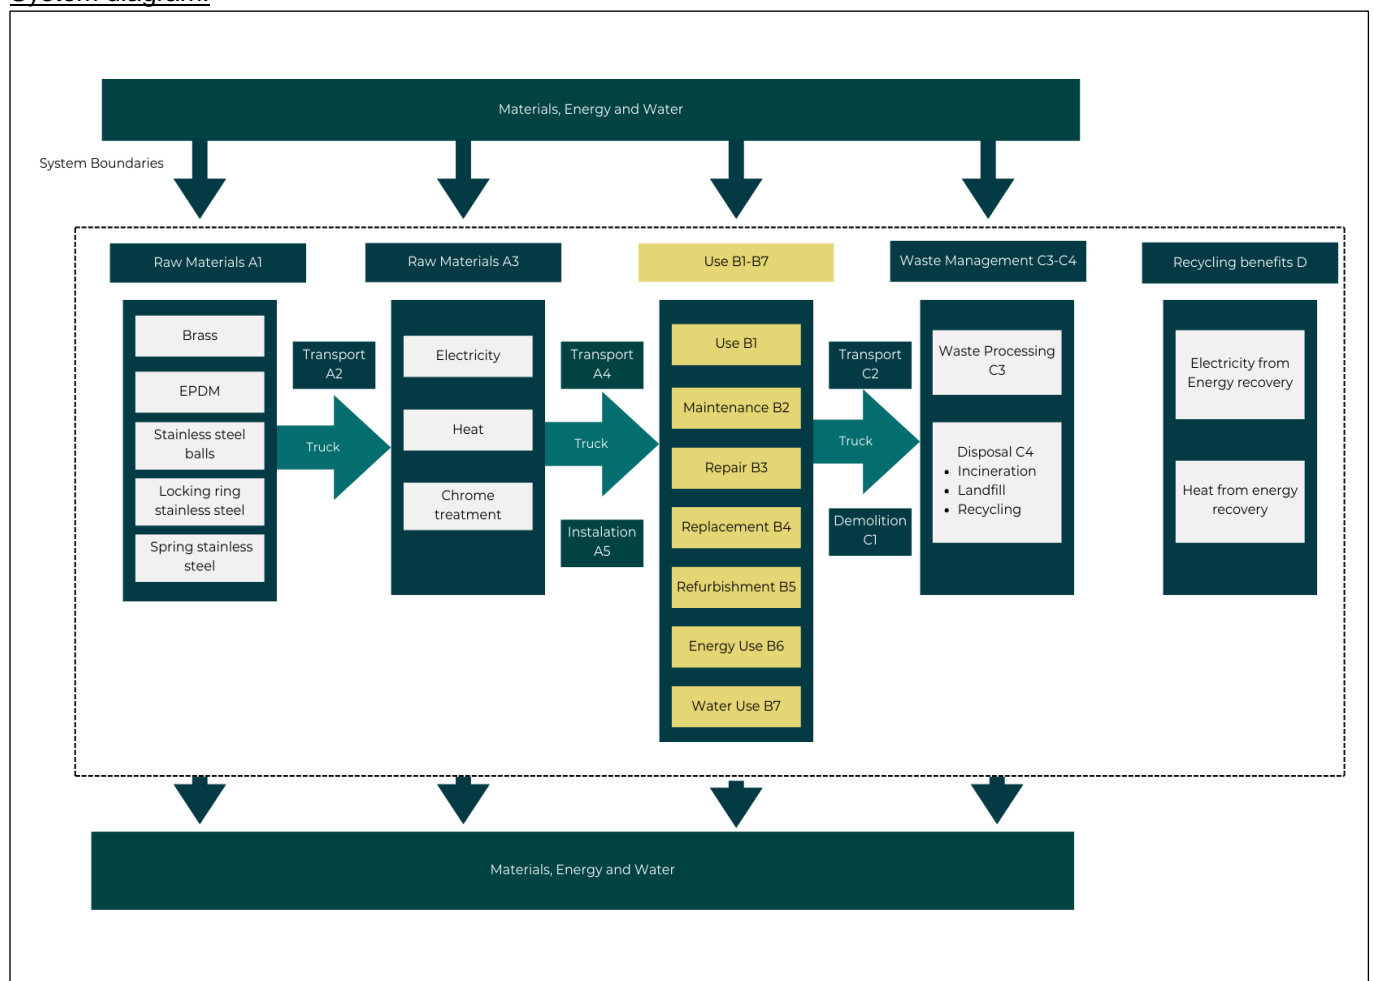 System diagram:
Materials, Energy and Water
System Boundaries
Raw Materials A1
Raw Materials A3
Use B1-B7
Waste Management C3-C4
Recycling benefits D
Brass
EPDM
Stainless steel
balls
Locking ring
stainless steel
Spring stainless
steel
Transport
A2
Truck
Electricity
Heat
Chrome
treatment
Transport
A4
Truck
Instalation
A5
Use B1
Maintenance B2
Repair B3
Replacement B4
Refurbishment B5
Energy Use B6
Water Use B7
Transport
C2
Truck
Demolition
C1
Waste Processing
C3
Disposal C4
• Incineration
• Landfill
• Recycling
Electricity from
Energy recovery
Heat from energy
recovery
Materials, Energy and Water